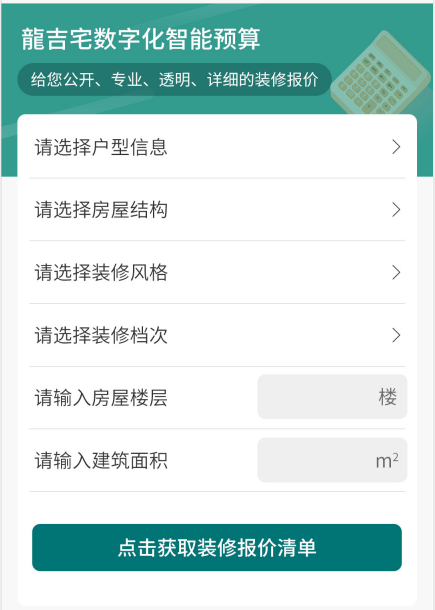 龍吉宅数字化智能预算
给您公开、专业、透明、详细的装修报价
请选择户型信息
请选择房屋结构
请选择装修风格
请选择装修档次
请输入房屋楼层 楼
请输入建筑面积 m²
点击获取装修报价清单